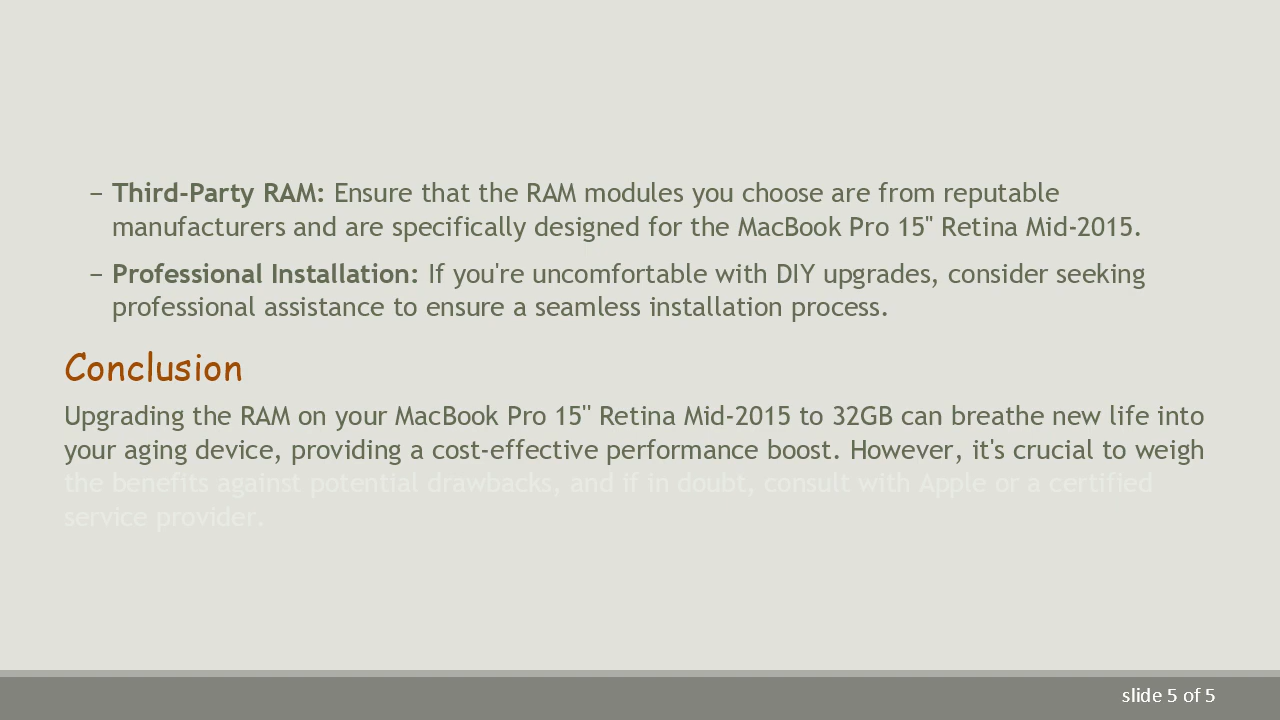 – Third-Party RAM: Ensure that the RAM modules you choose are from reputable
manufacturers and are specifically designed for the MacBook Pro 15" Retina Mid-2015.
– Professional Installation: If you're uncomfortable with DIY upgrades, consider seeking
professional assistance to ensure a seamless installation process.
Conclusion
Upgrading the RAM on your MacBook Pro 15" Retina Mid-2015 to 32GB can breathe new life into
your aging device, providing a cost-effective performance boost. However, it's crucial to weigh
the benefits against potential drawbacks, and if in doubt, consult with Apple or a certified
service provider.
slide 5 of 5